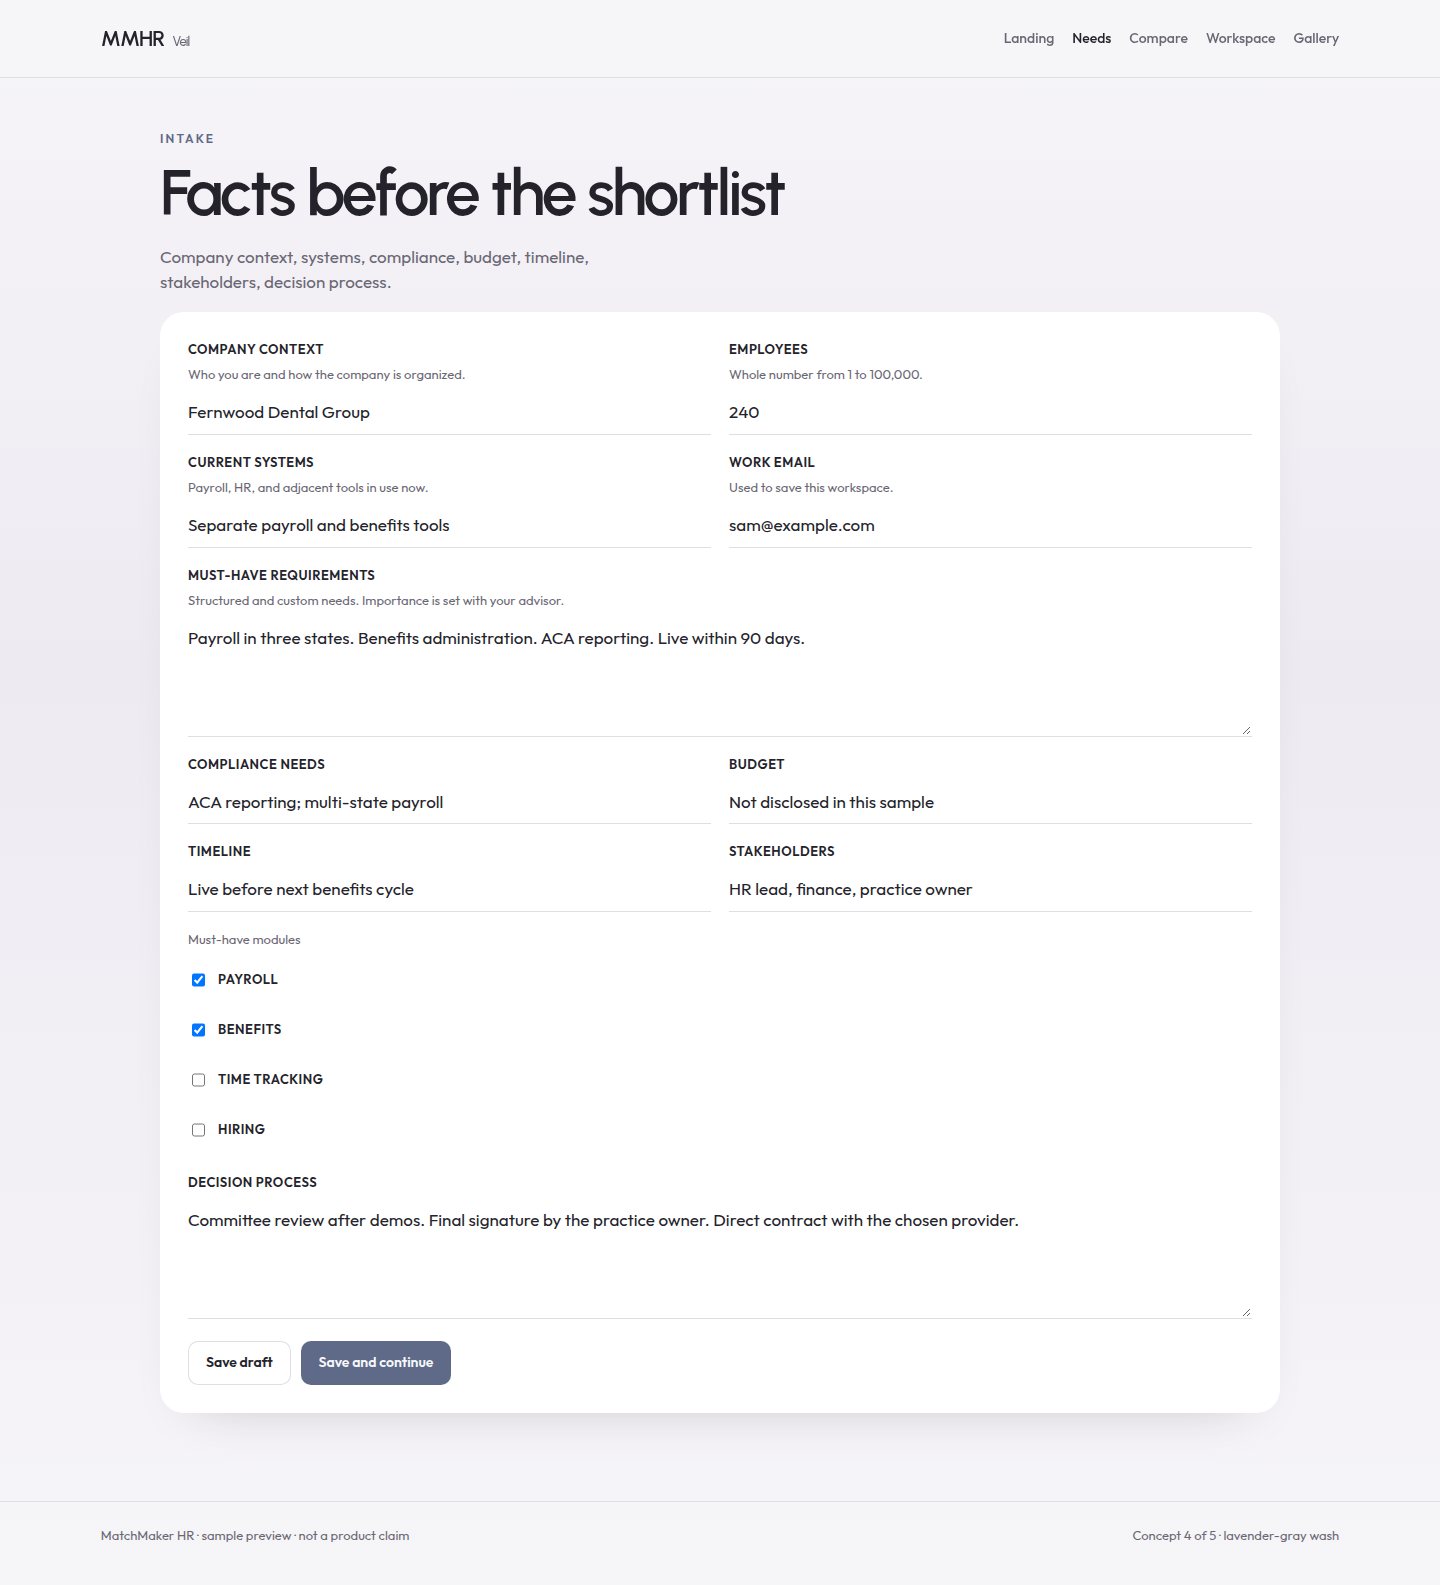 MMHR Veil
Landing Needs Compare Workspace Gallery
INTAKE
Facts before the shortlist
Company context, systems, compliance, budget, timeline,
stakeholders, decision process.
COMPANY CONTEXT
Who you are and how the company is organized.
Fernwood Dental Group
EMPLOYEES
Whole number from 1 to 100,000.
240
CURRENT SYSTEMS
Payroll, HR, and adjacent tools in use now.
Separate payroll and benefits tools
WORK EMAIL
Used to save this workspace.
sam@example.com
MUST-HAVE REQUIREMENTS
Structured and custom needs. Importance is set with your advisor.
Payroll in three states. Benefits administration. ACA reporting. Live within 90 days.
COMPLIANCE NEEDS
ACA reporting; multi-state payroll
BUDGET
Not disclosed in this sample
TIMELINE
Live before next benefits cycle
STAKEHOLDERS
HR lead, finance, practice owner
Must-have modules
PAYROLL
BENEFITS
TIME TRACKING
HIRING
DECISION PROCESS
Committee review after demos. Final signature by the practice owner. Direct contract with the chosen provider.
Save draft
Save and continue
MatchMaker HR · sample preview · not a product claim
Concept 4 of 5 · lavender-gray wash